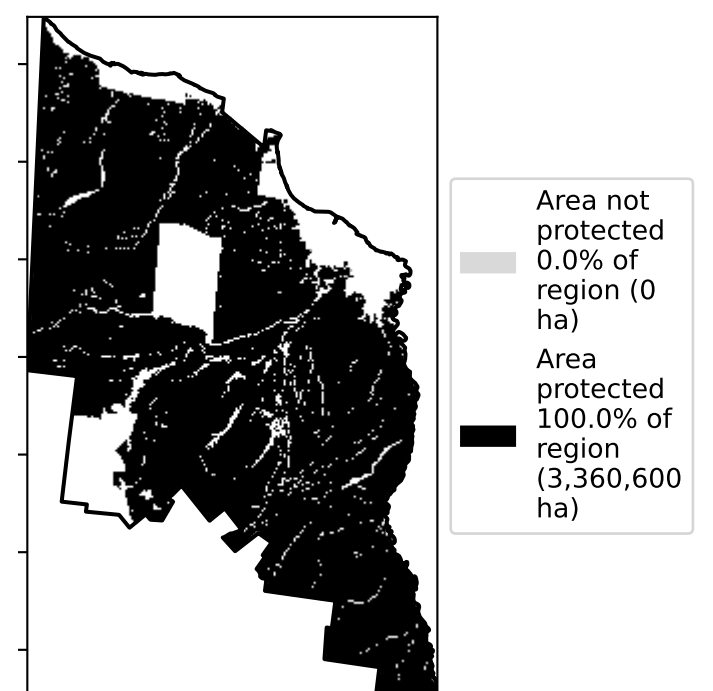 Area not
protected
0.0% of
region (0
ha)
Area
protected
100.0% of
region
(3,360,600
ha)